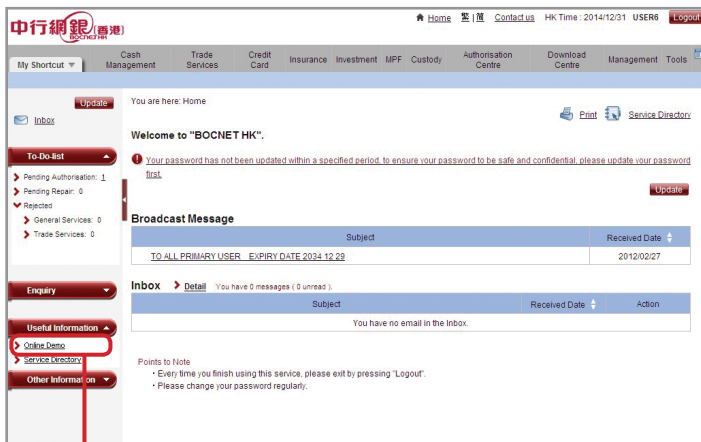 中行網銀(香港)
BOCNET HK
Home 繁 | 简 Contact us HK Time : 2014/12/31 USER6 Logout
My Shortcut Cash Management Trade Services Credit Card Insurance Investment MPF Custody Authorisation Centre Download Centre Management Tools
Update
Inbox
To-Do-list
Pending Authorisation: 1
Pending Repair: 0
Rejected
General Services: 0
Trade Services: 0
Enquiry
Useful Information
Online Demo
Service Directory
Other Information
You are here: Home
Print Service Directory
Welcome to "BOCNET HK".
Your password has not been updated within a specified period, to ensure your password to be safe and confidential, please update your password
first.
Update
Broadcast Message
Subject Received Date
TO ALL PRIMARY USER EXPIRY DATE 2034 12 29 2012/02/27
Inbox Detail You have 0 messages ( 0 unread ).
Subject Received Date Action
You have no email in the Inbox.
Points to Note
・Every time you finish using this service, please exit by pressing "Logout".
・Please change your password regularly.